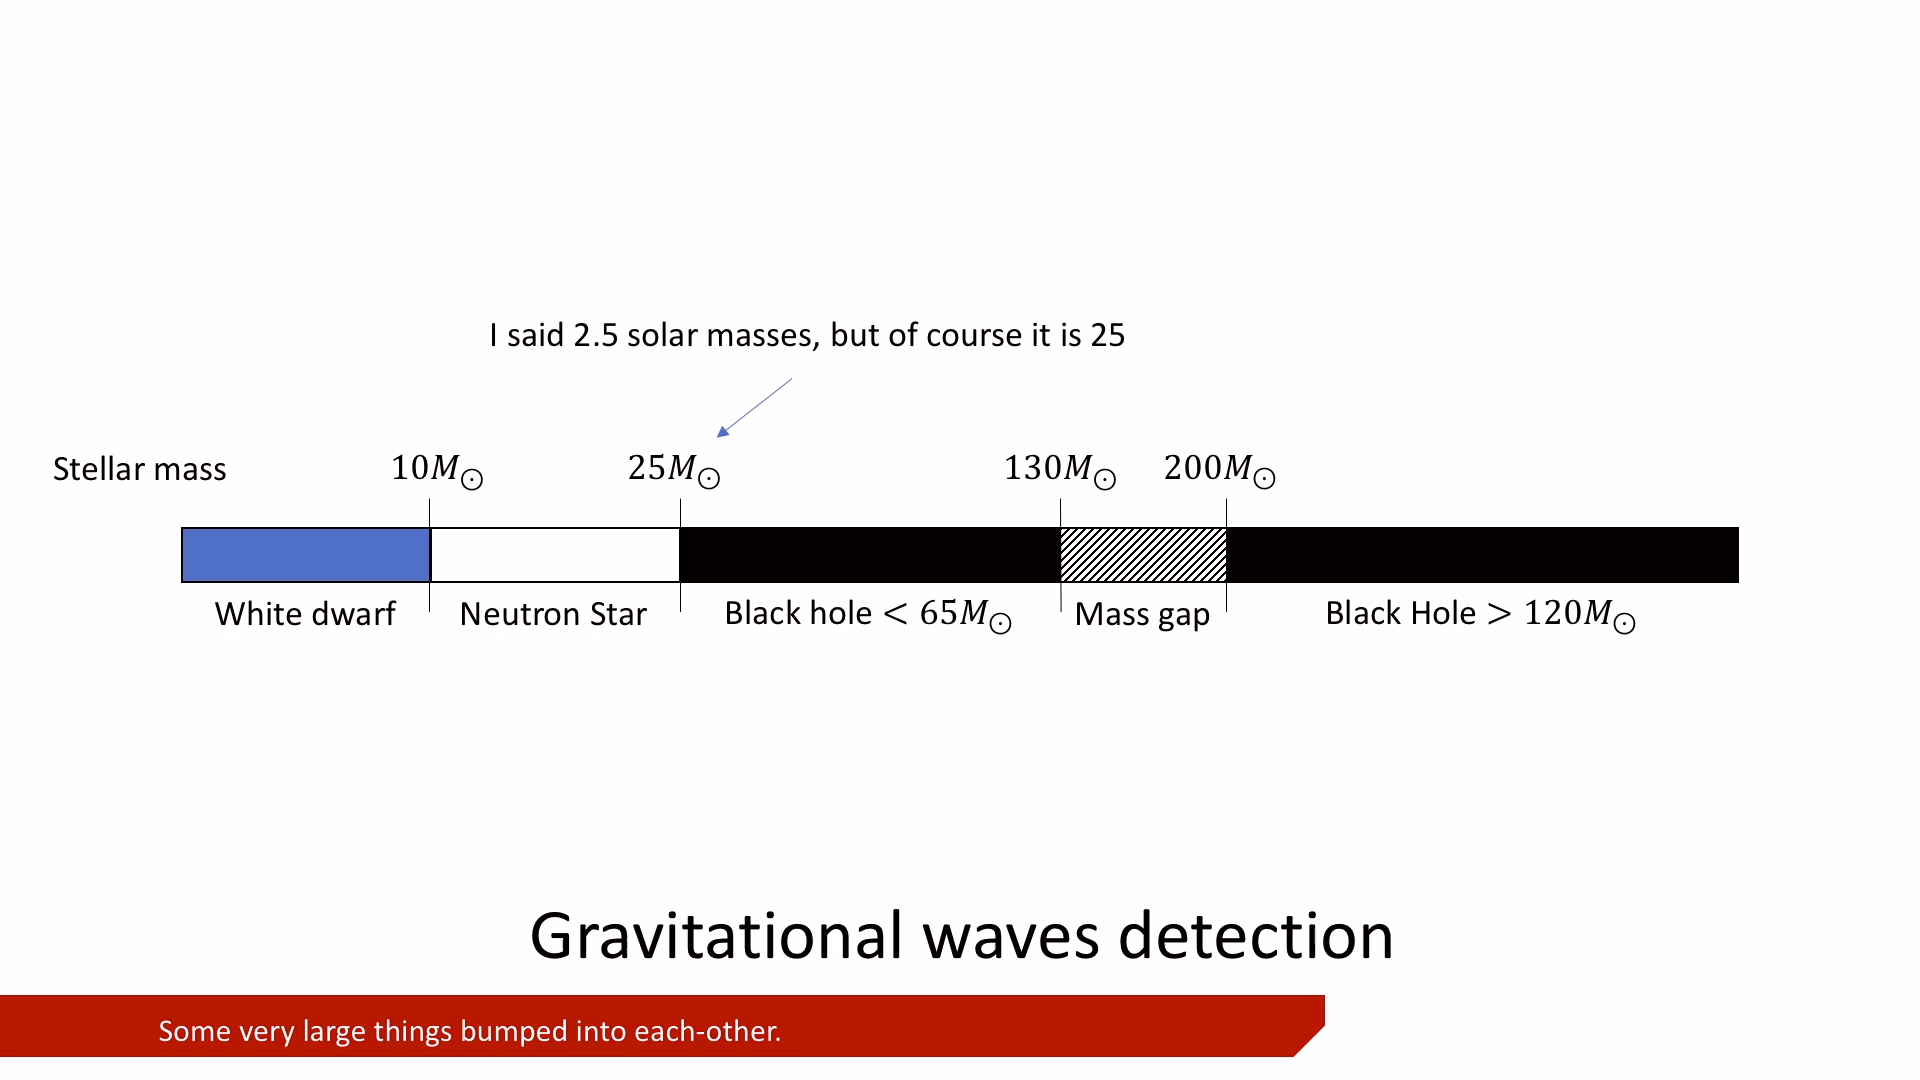 I said 2.5 solar masses, but of course it is 25
Stellar mass 10M⊙ 25M⊙ 130M⊙ 200M⊙
White dwarf Neutron Star Black hole < 65M⊙ Mass gap Black Hole > 120M⊙
Gravitational waves detection
Some very large things bumped into each-other.